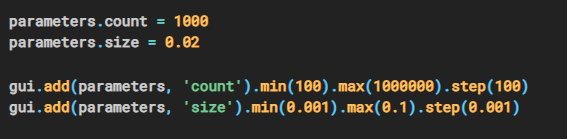 parameters.count = 1000
parameters.size = 0.02
gui.add(parameters, 'count').min(100).max(1000000).step(100)
gui.add(parameters, 'size').min(0.001).max(0.1).step(0.001)